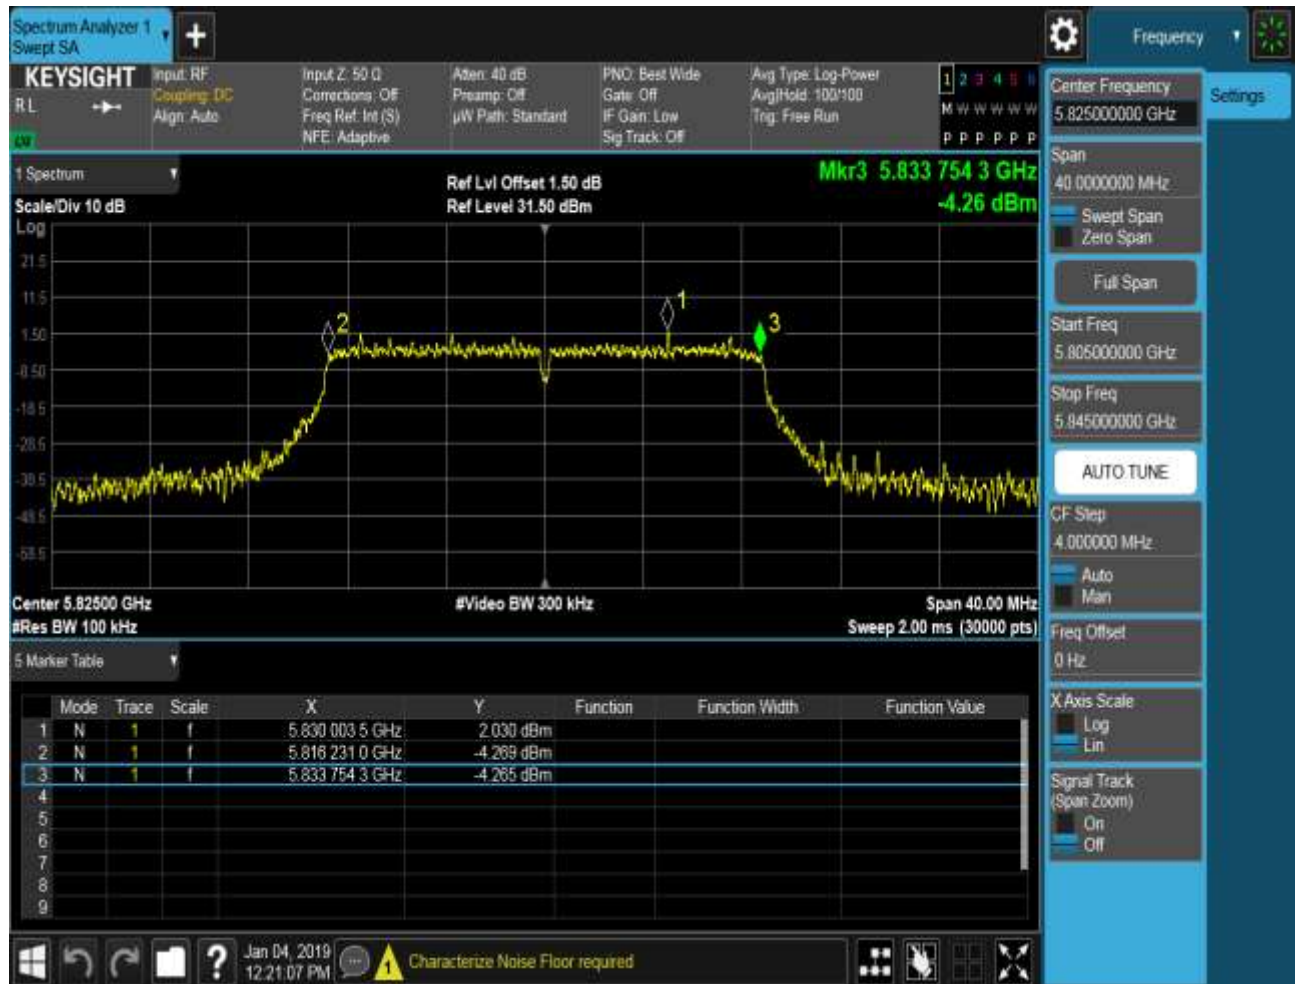 Spectrum Analyzer 1
Swept SA
+
Frequency
KEYSIGHT
R L
Input: RF
Coupling: DC
Align: Auto
Input Z: 50 Ω
Corrections: Off
Freq Ref: Int (S)
NFE: Adaptive
Atten: 40 dB
Preamp: Off
µW Path: Standard
PNO: Best Wide
Gate: Off
IF Gain: Low
Sig Track: Off
Avg Type: Log-Power
Avg|Hold: 100/100
Trig: Free Run
1 2 3 4 5 6
M W W W W W
P P P P P P
1 Spectrum
Scale/Div 10 dB
Ref Lvl Offset 1.50 dB
Ref Level 31.50 dBm
Mkr3 5.833 754 3 GHz
-4.26 dBm
Log
21.5
11.5
1.50
-8.50
-18.5
-28.5
-38.5
-48.5
-58.5
2
1
3
Center 5.82500 GHz
#Res BW 100 kHz
#Video BW 300 kHz
Span 40.00 MHz
Sweep 2.00 ms (30000 pts)
5 Marker Table
Mode Trace Scale X Y Function Function Width Function Value
1 N 1 f 5.830 003 5 GHz 2.030 dBm
2 N 1 f 5.816 231 0 GHz -4.269 dBm
3 N 1 f 5.833 754 3 GHz -4.265 dBm
4
5
6
7
8
9
Center Frequency
5.825000000 GHz
Settings
Span
40.0000000 MHz
Swept Span
Zero Span
Full Span
Start Freq
5.805000000 GHz
Stop Freq
5.845000000 GHz
AUTO TUNE
CF Step
4.000000 MHz
Auto
Man
Freq Offset
0 Hz
X Axis Scale
Log
Lin
Signal Track
(Span Zoom)
On
Off
?
Jan 04, 2019
12:21:07 PM
1
Characterize Noise Floor required